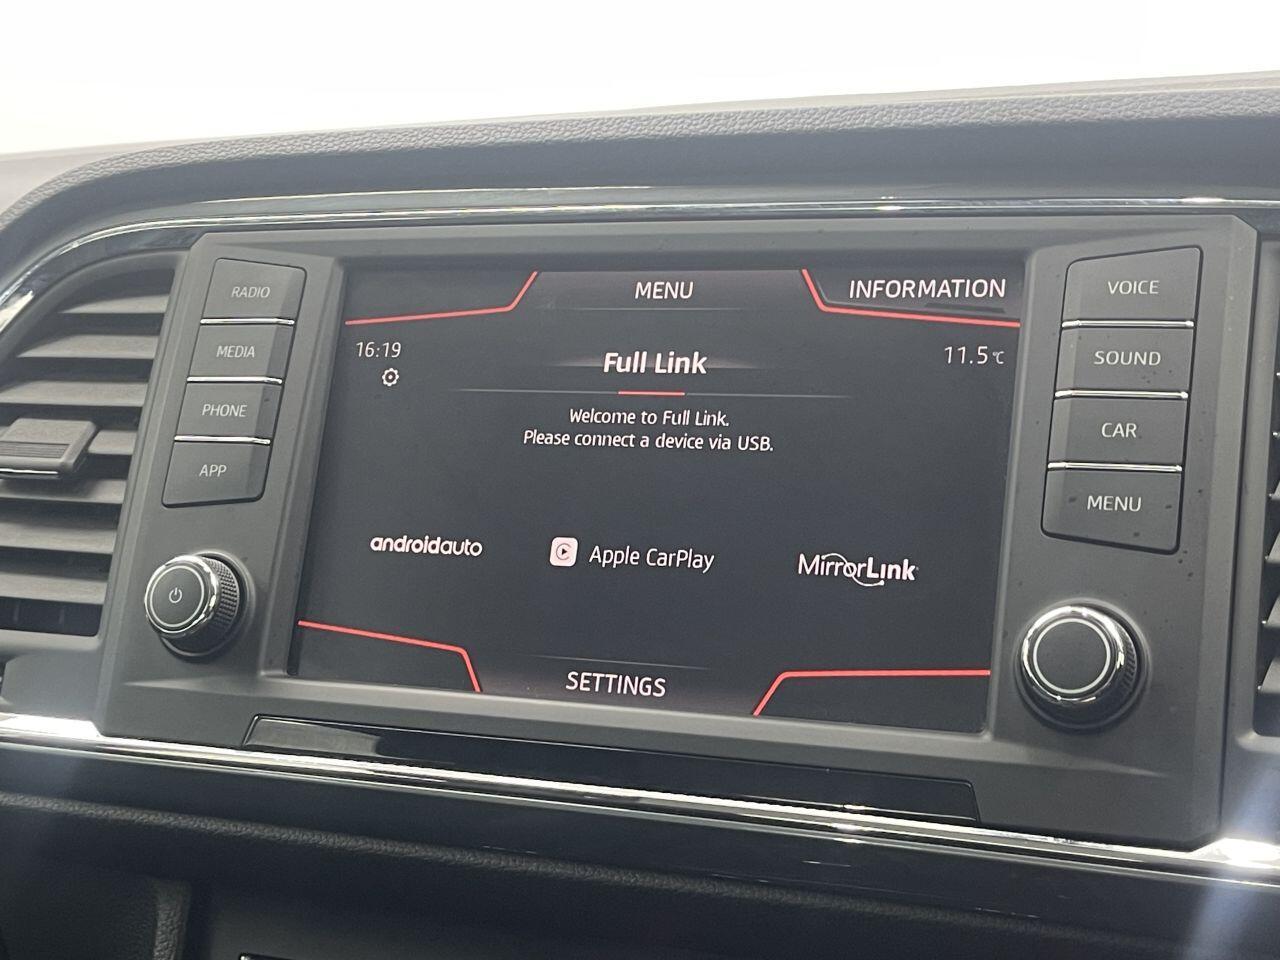 RADIO
MEDIA
PHONE
APP
MENU
INFORMATION
16:19
Full Link
11.5°C
Welcome to Full Link.
Please connect a device via USB.
androidauto
Apple CarPlay
MirrorLink
SETTINGS
VOICE
SOUND
CAR
MENU